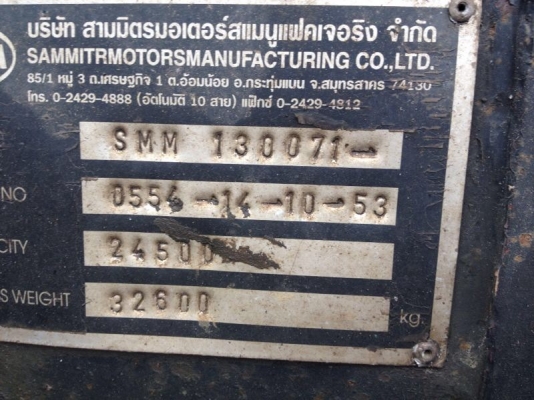 บริษัท สามมิตรมอเตอร์สแมนูแฟคเจอริง จำกัด
SAMMITRMOTORSMANUFACTURING CO.,LTD.
85/1 หมู่ 3 ถ.เศรษฐกิจ 1 ต.อ้อมน้อย อ.กระทุ่มแบน จ.สมุทรสาคร 74130
โทร. 0-2429-4888 (อัตโนมัติ 10 สาย) แฟ็กซ์ 0-2429-4812
SMM 130071-
NO 0554-14-10-53
CITY 24500
S WEIGHT 32600 kg.